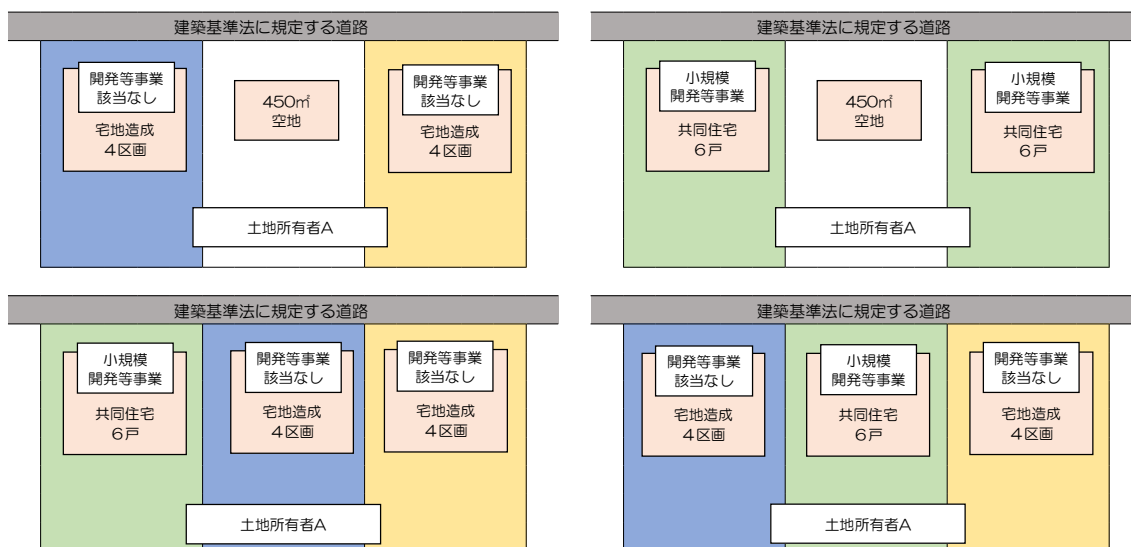 建築基準法に規定する道路
開発等事業
該当なし
宅地造成
4区画
450㎡
空地
開発等事業
該当なし
宅地造成
4区画
土地所有者A
建築基準法に規定する道路
小規模
開発等事業
共同住宅
6戸
450㎡
空地
小規模
開発等事業
共同住宅
6戸
土地所有者A
建築基準法に規定する道路
小規模
開発等事業
共同住宅
6戸
開発等事業
該当なし
宅地造成
4区画
開発等事業
該当なし
宅地造成
4区画
土地所有者A
建築基準法に規定する道路
開発等事業
該当なし
宅地造成
4区画
小規模
開発等事業
共同住宅
6戸
開発等事業
該当なし
宅地造成
4区画
土地所有者A